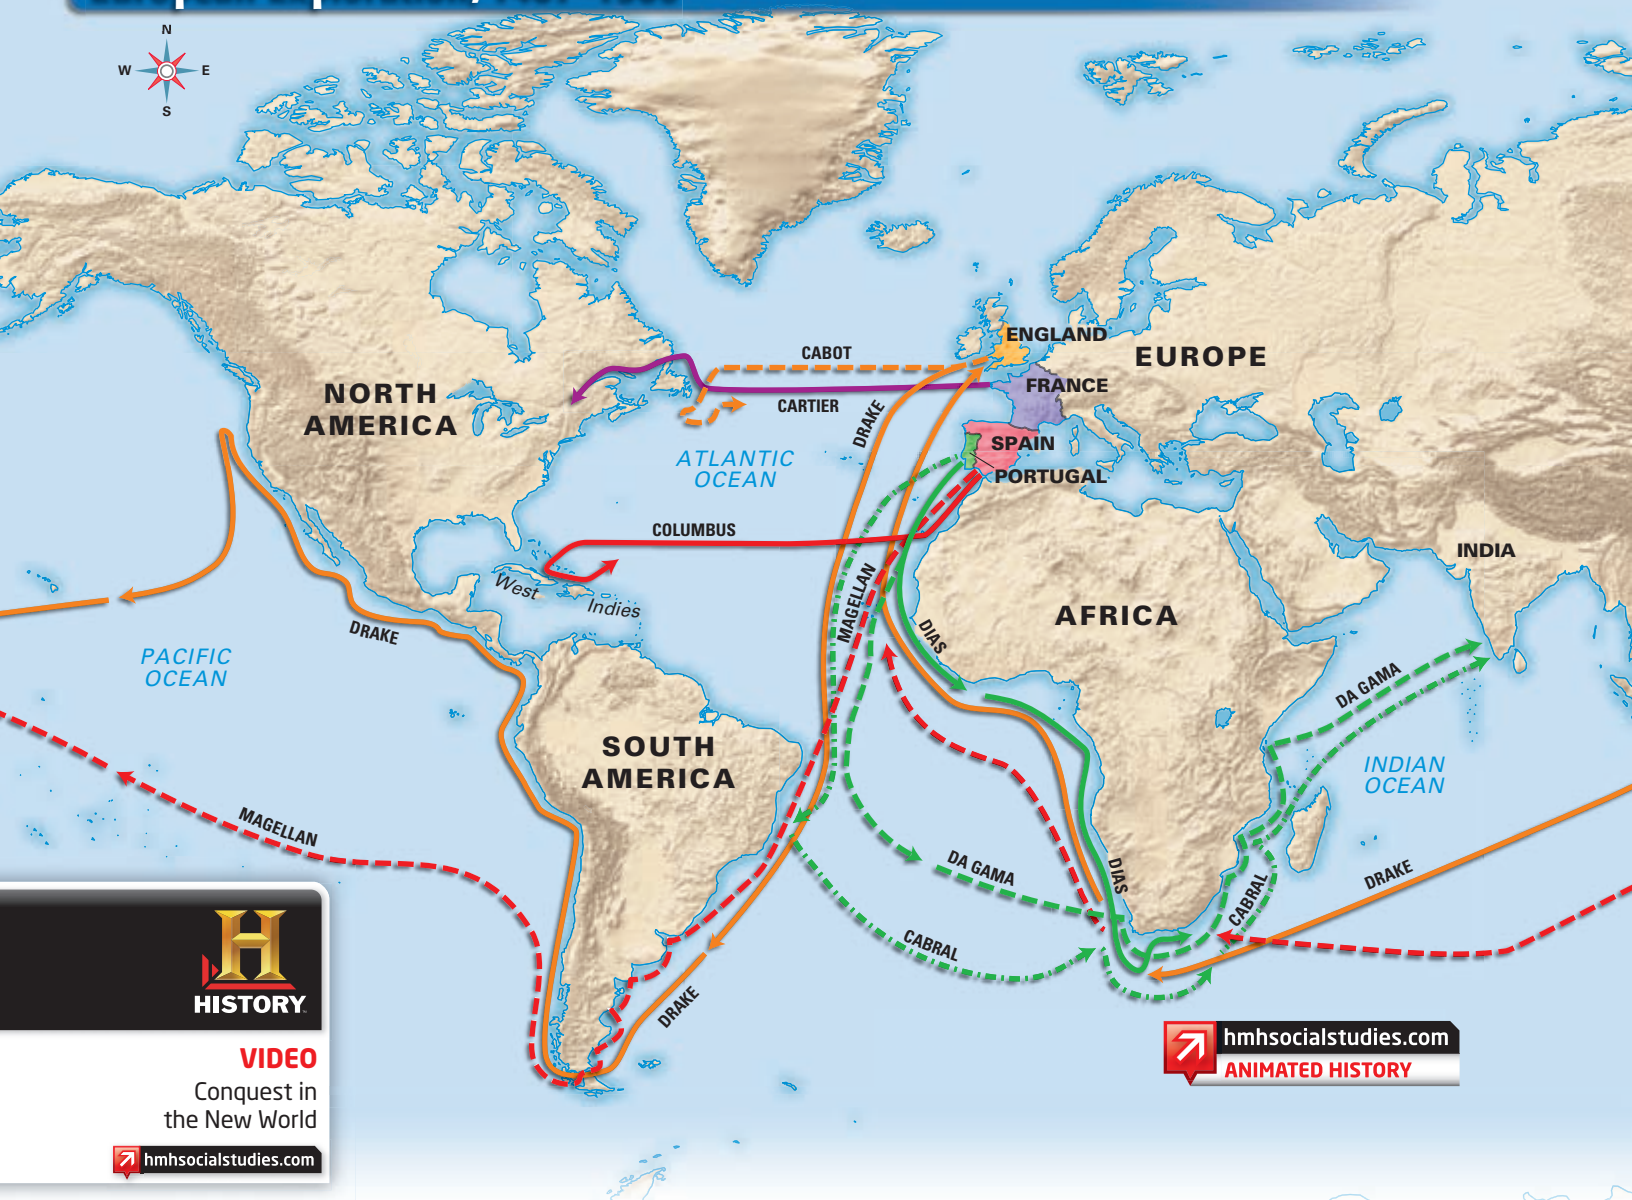 N
W
E
S
ENGLAND
EUROPE
CABOT
FRANCE
NORTH
AMERICA
CARTIER
DRAKE
SPAIN
ATLANTIC
OCEAN
PORTUGAL
COLUMBUS
INDIA
West
Indies
MAGELLAN
AFRICA
DRAKE
DIAS
PACIFIC
OCEAN
DA GAMA
SOUTH
AMERICA
INDIAN
OCEAN
MAGELLAN
DA GAMA
DIAS
DRAKE
CABRAL
CABRAL
DRAKE
H
HISTORY
hmhsocialstudies.com
ANIMATED HISTORY
VIDEO
Conquest in
the New World
hmhsocialstudies.com